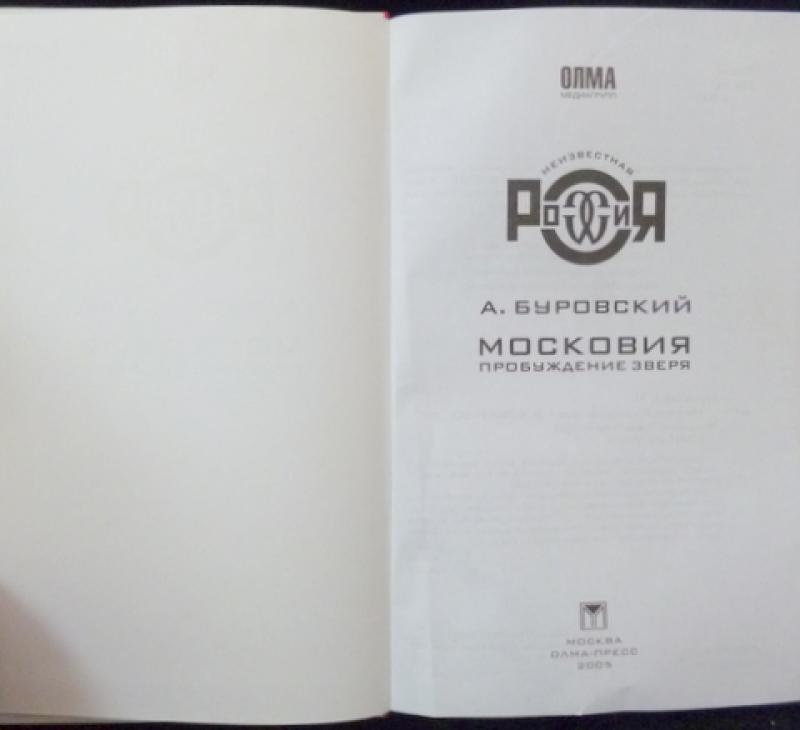 ОЛМА
МЕДИАГРУПП
НЕИЗВЕСТНАЯ
РОССИЯ
А. БУРОВСКИЙ
МОСКОВИЯ
ПРОБУЖДЕНИЕ ЗВЕРЯ
МОСКВА
ОЛМА-ПРЕСС
2005